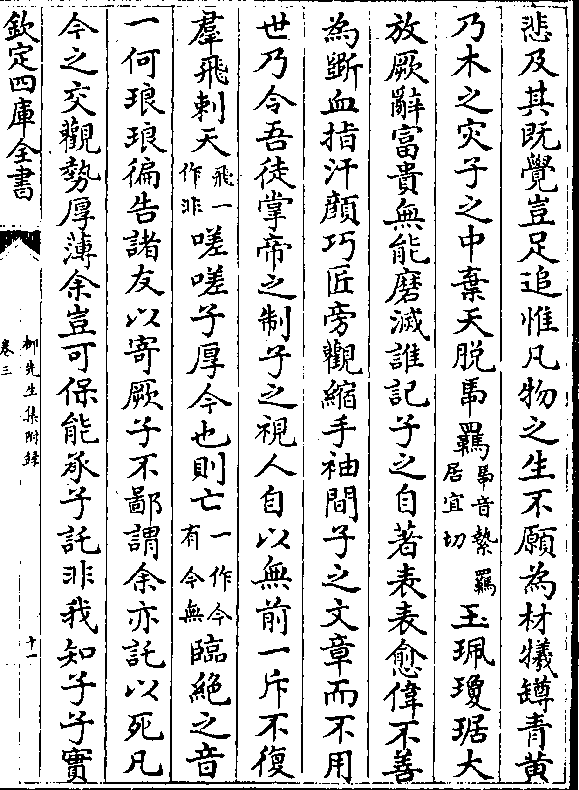 悲及其既覺豈足追惟凡物之生不願為材犧罇青黃
乃木之灾子之中棄天脫馽羈馽音縶羈居宜切玉珮瓊琚大
放厥辭富貴無能磨滅誰記子之自著表表愈偉不善
為斵血指汗顔巧匠旁觀縮手袖間子之文章而不用
世乃令吾徒掌帝之制子之視人自以無前一斥不復
羣飛刺天飛一作非嗟嗟子厚今也則亡一作今有今無臨絶之音
一何琅琅徧告諸友以寄厥子不鄙謂余亦託以死凡
今之交觀勢厚薄余豈可保能承子託非我知子子實
欽定四庫全書
柳先生集附録
卷三
十一